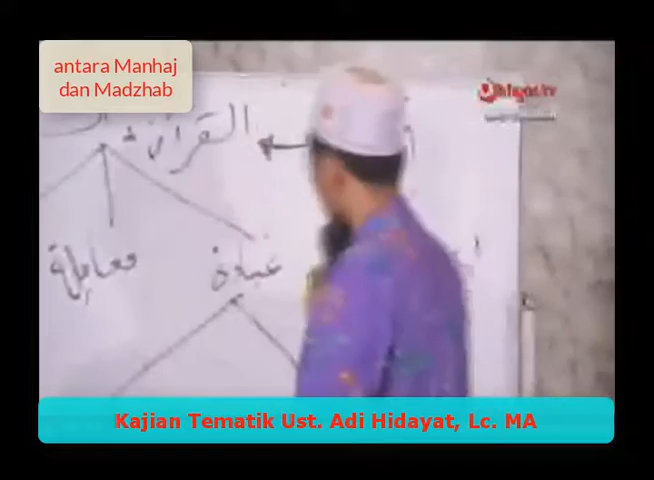 antara Manhaj
dan Madzhab
القرآن
معاملة
عبادة
Kajian Tematik Ust. Adi Hidayat, Lc. MA